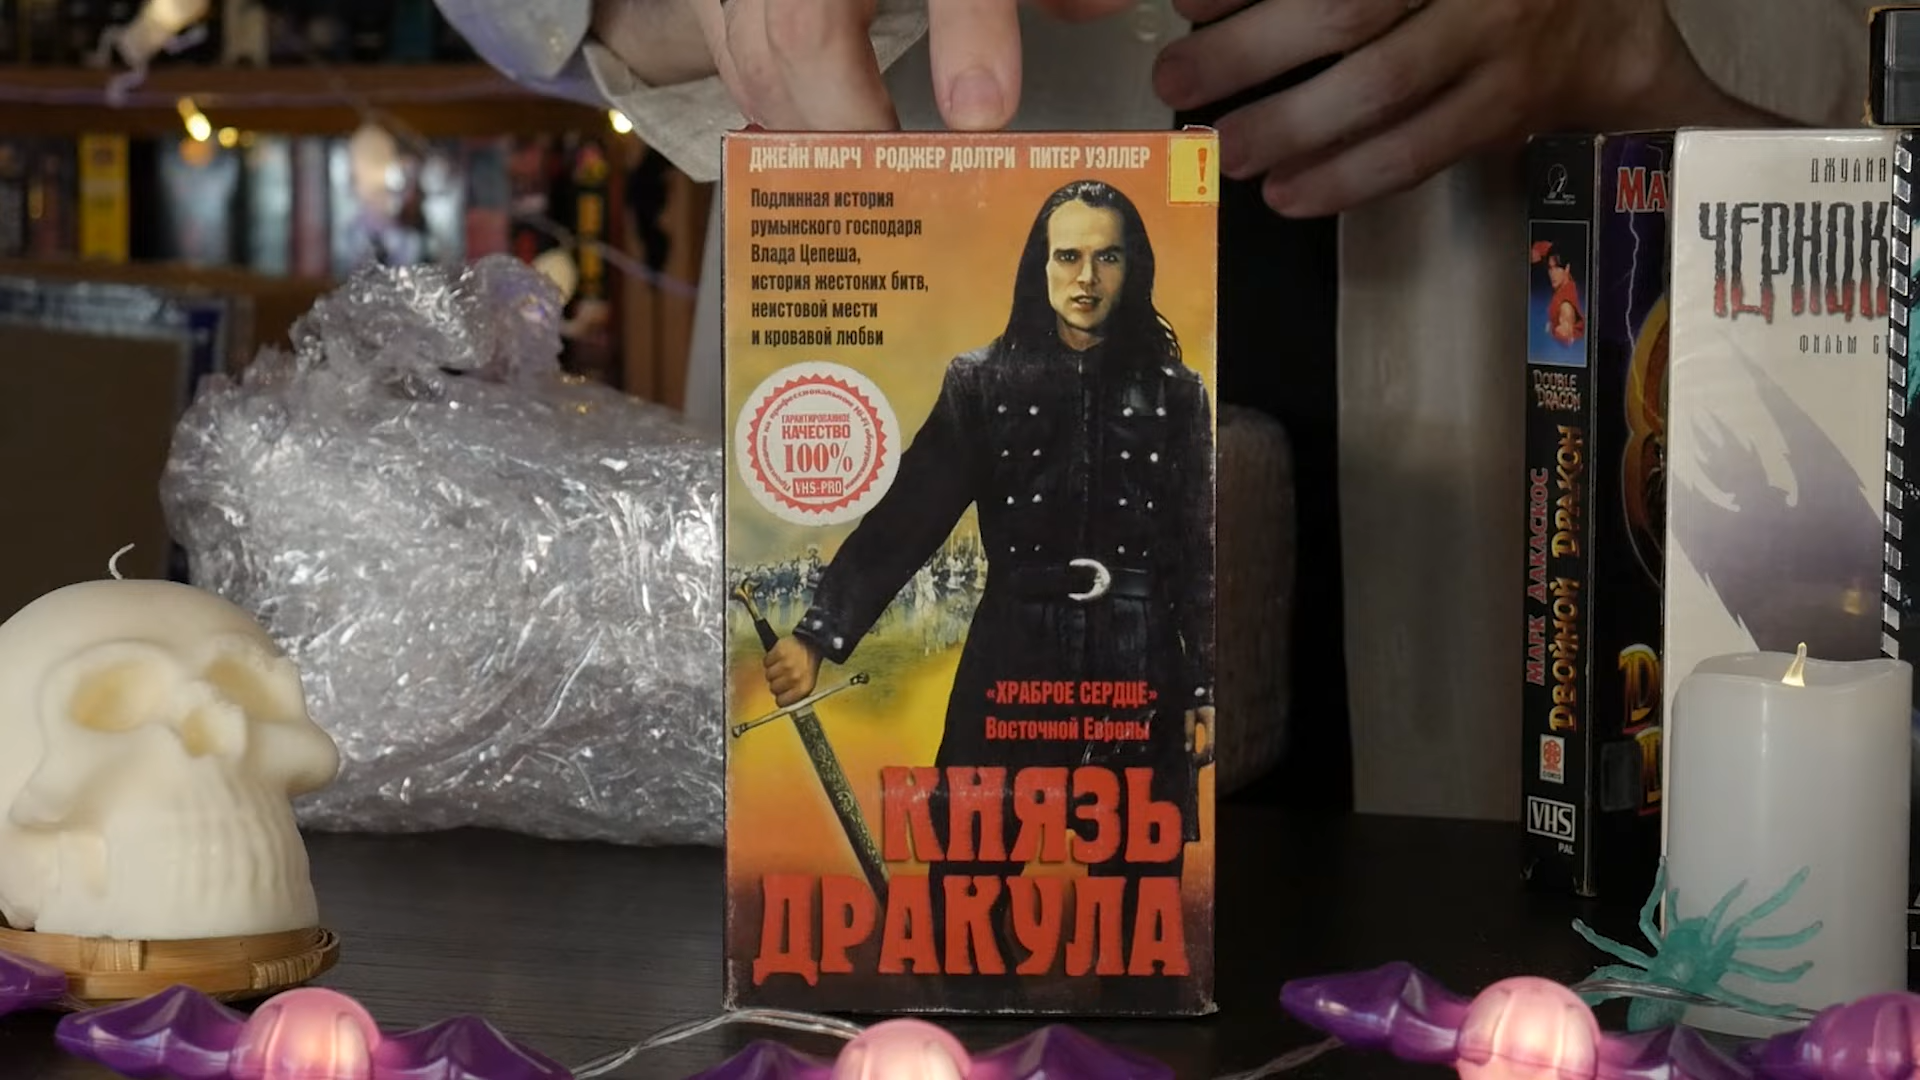 ДЖЕЙН МАРЧ РОДЖЕР ДОЛТРИ ПИТЕР УЭЛЛЕР
!
Подлинная история
румынского господаря
Влада Цепеша,
история жестоких битв,
неистовой мести
и кровавой любви
ГАРАНТИРОВАННОЕ
КАЧЕСТВО
100%
VHS-PRO
«ХРАБРОЕ СЕРДЦЕ»
Восточной Европы
КНЯЗЬ
ДРАКУЛА
DOUBLE
DRAGON
МАРК ДАКАСКОС
ДВОЙНОЙ ДРАКОН
VHS
PAL
МА
ДЖУЛИА
ЧЕРНОК
ФИЛЬМ